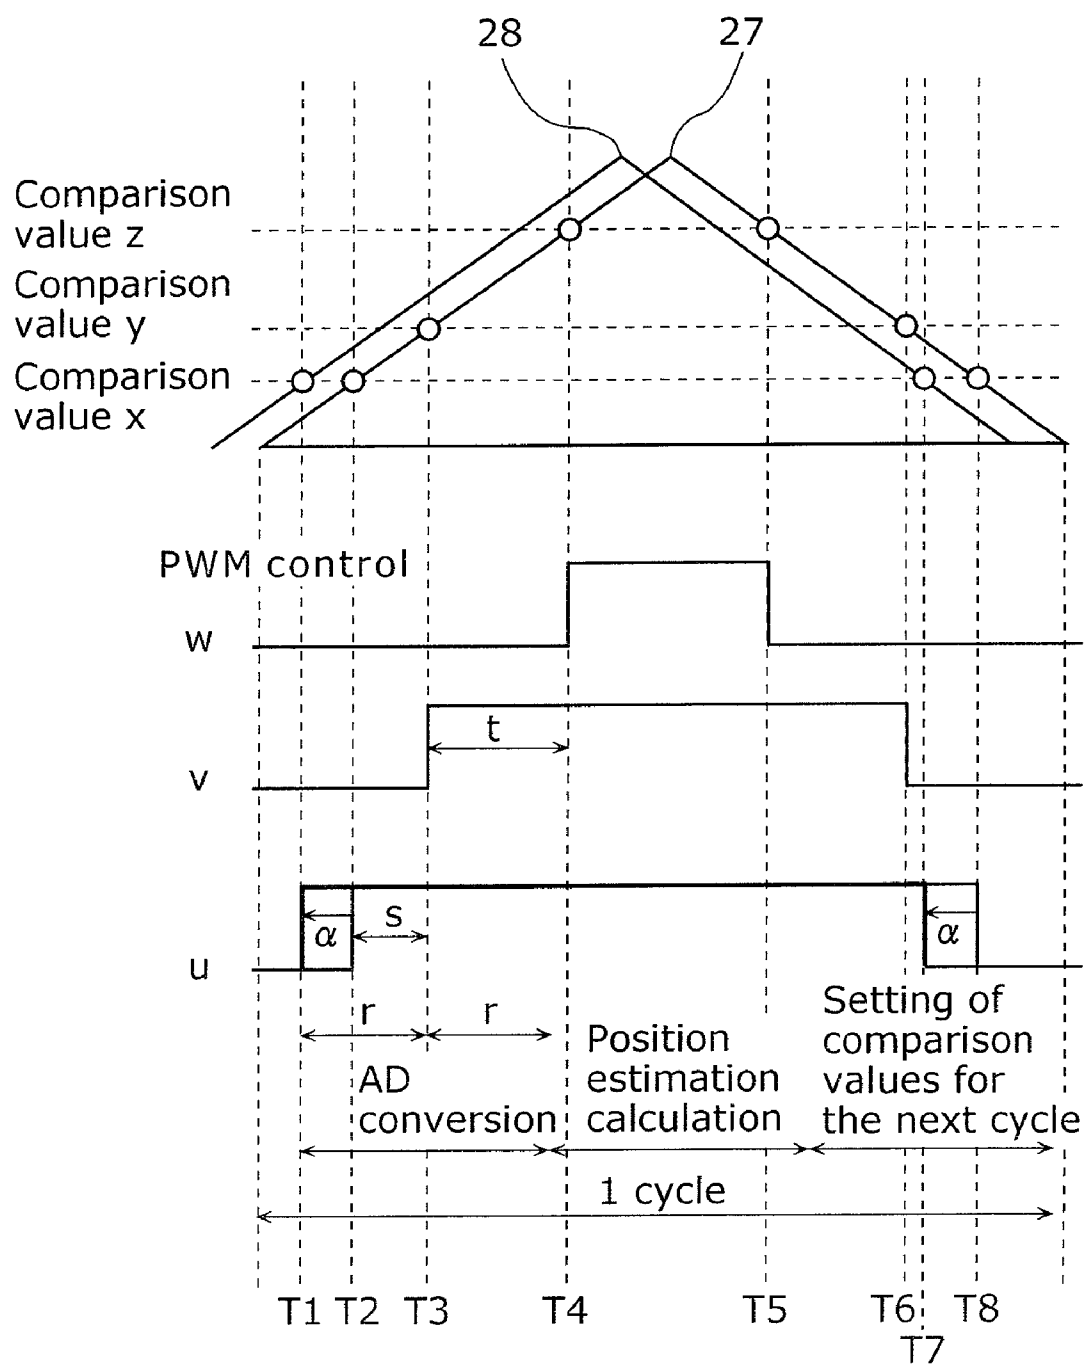 28
27
Comparison
value z
Comparison
value y
Comparison
value x
PWM control
w
t
v
α
s
α
u
r
r
AD
conversion
Position
estimation
calculation
Setting of
comparison
values for
the next cycle
1 cycle
T1
T2
T3
T4
T5
T6
T7
T8